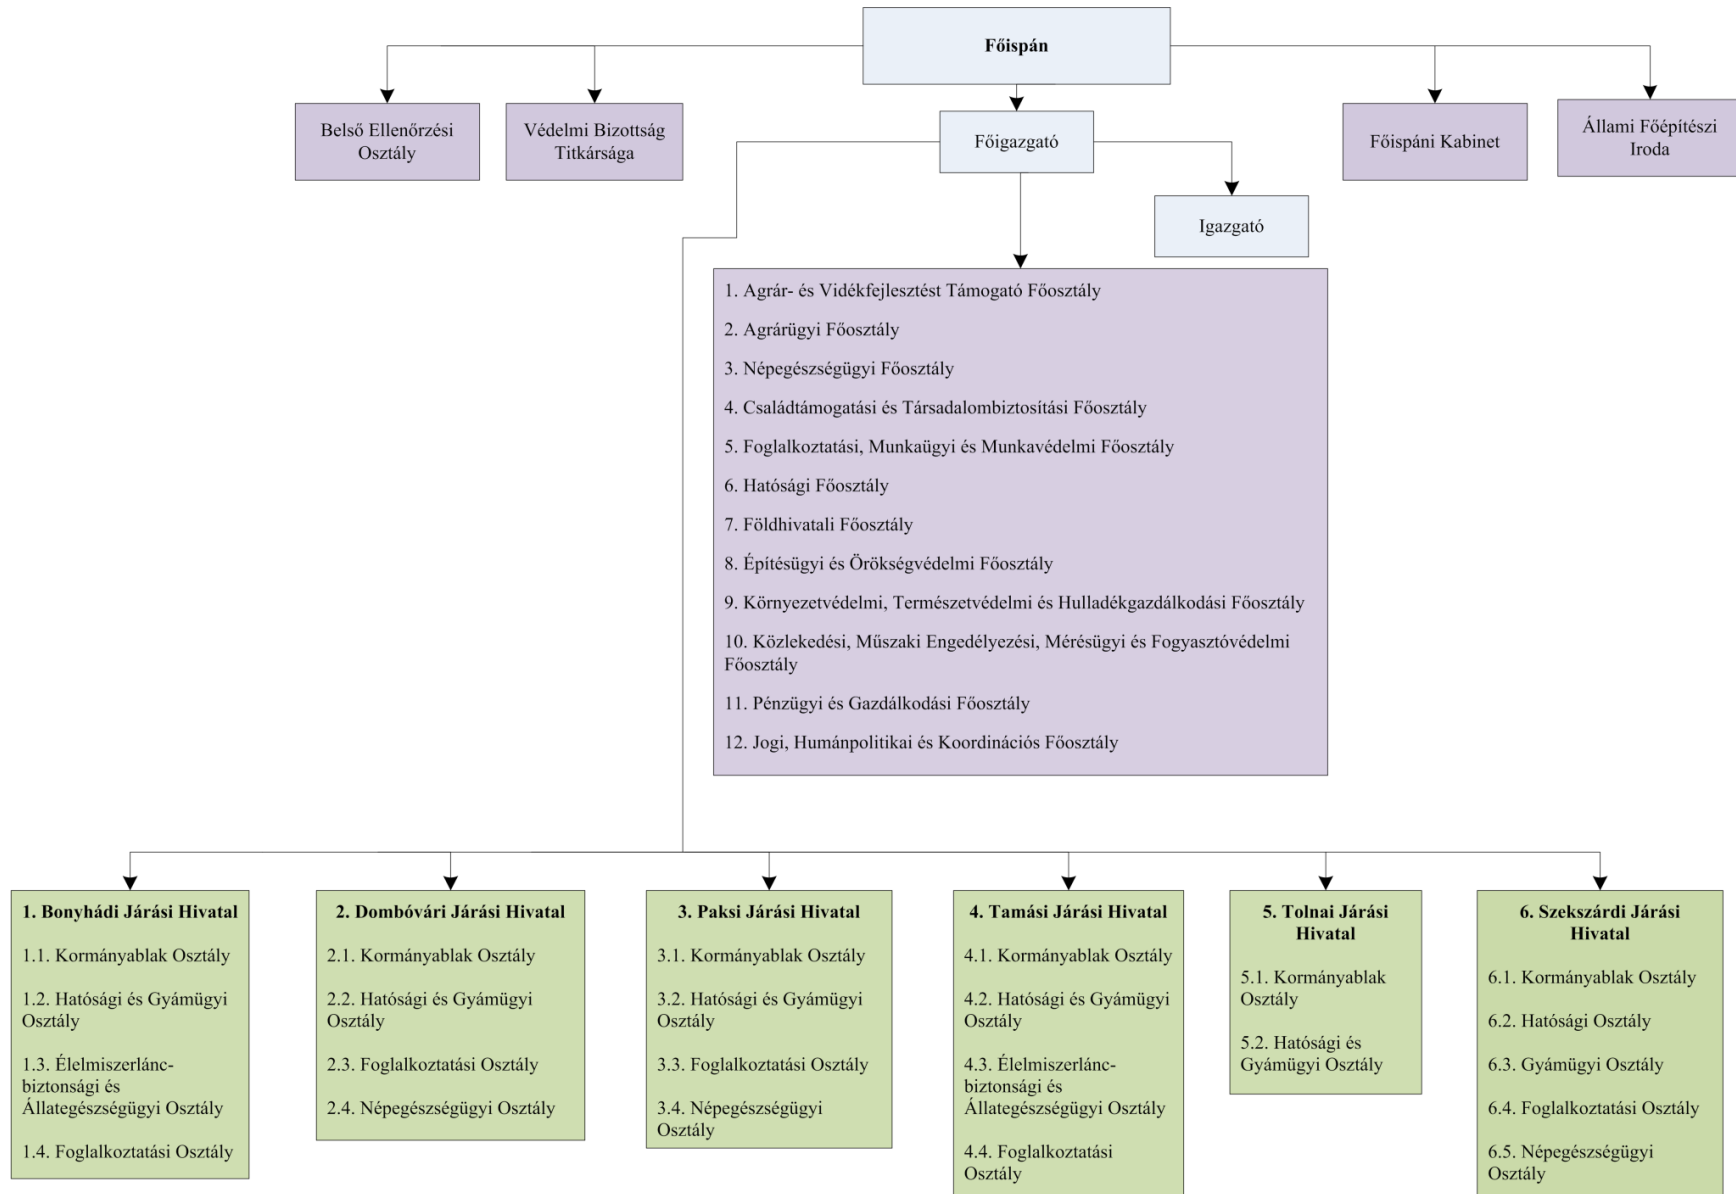 Főispán
Belső Ellenőrzési
Osztály
Védelmi Bizottság
Titkársága
Főigazgató
Főispáni Kabinet
Állami Főépítészi
Iroda
Igazgató
1. Agrár- és Vidékfejlesztést Támogató Főosztály
2. Agrárügyi Főosztály
3. Népegészségügyi Főosztály
4. Családtámogatási és Társadalombiztosítási Főosztály
5. Foglalkoztatási, Munkaügyi és Munkavédelmi Főosztály
6. Hatósági Főosztály
7. Földhivatali Főosztály
8. Építésügyi és Örökségvédelmi Főosztály
9. Környezetvédelmi, Természetvédelmi és Hulladékgazdálkodási Főosztály
10. Közlekedési, Műszaki Engedélyezési, Mérésügyi és Fogyasztóvédelmi
Főosztály
11. Pénzügyi és Gazdálkodási Főosztály
12. Jogi, Humánpolitikai és Koordinációs Főosztály
1. Bonyhádi Járási Hivatal
1.1. Kormányablak Osztály
1.2. Hatósági és Gyámügyi
Osztály
1.3. Élelmiszerlánc-
biztonsági és
Állategészségügyi Osztály
1.4. Foglalkoztatási Osztály
2. Dombóvári Járási Hivatal
2.1. Kormányablak Osztály
2.2. Hatósági és Gyámügyi
Osztály
2.3. Foglalkoztatási Osztály
2.4. Népegészségügyi Osztály
3. Paksi Járási Hivatal
3.1. Kormányablak Osztály
3.2. Hatósági és Gyámügyi
Osztály
3.3. Foglalkoztatási Osztály
3.4. Népegészségügyi
Osztály
4. Tamási Járási Hivatal
4.1. Kormányablak Osztály
4.2. Hatósági és Gyámügyi
Osztály
4.3. Élelmiszerlánc-
biztonsági és
Állategészségügyi Osztály
4.4. Foglalkoztatási
Osztály
5. Tolnai Járási
Hivatal
5.1. Kormányablak
Osztály
5.2. Hatósági és
Gyámügyi Osztály
6. Szekszárdi Járási
Hivatal
6.1. Kormányablak Osztály
6.2. Hatósági Osztály
6.3. Gyámügyi Osztály
6.4. Foglalkoztatási Osztály
6.5. Népegészségügyi
Osztály